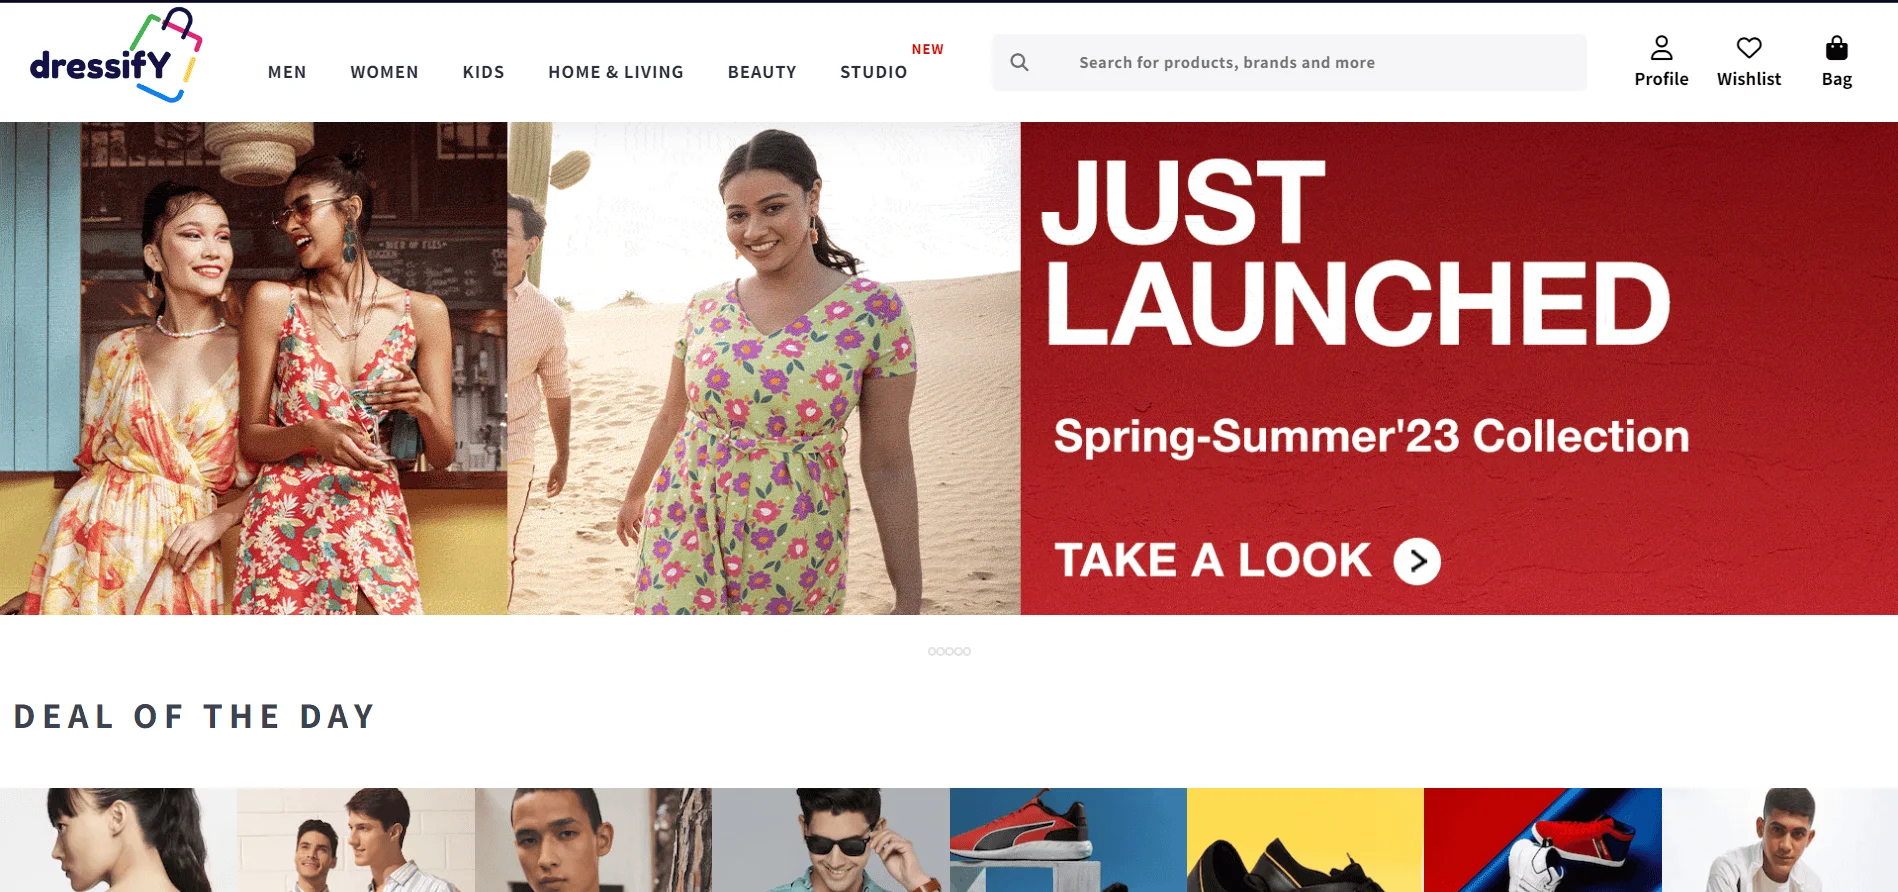 dressifY
MEN
WOMEN
KIDS
HOME & LIVING
BEAUTY
STUDIO
NEW
Search for products, brands and more
Profile
Wishlist
Bag
JUST
LAUNCHED
Spring-Summer'23 Collection
TAKE A LOOK
DEAL OF THE DAY